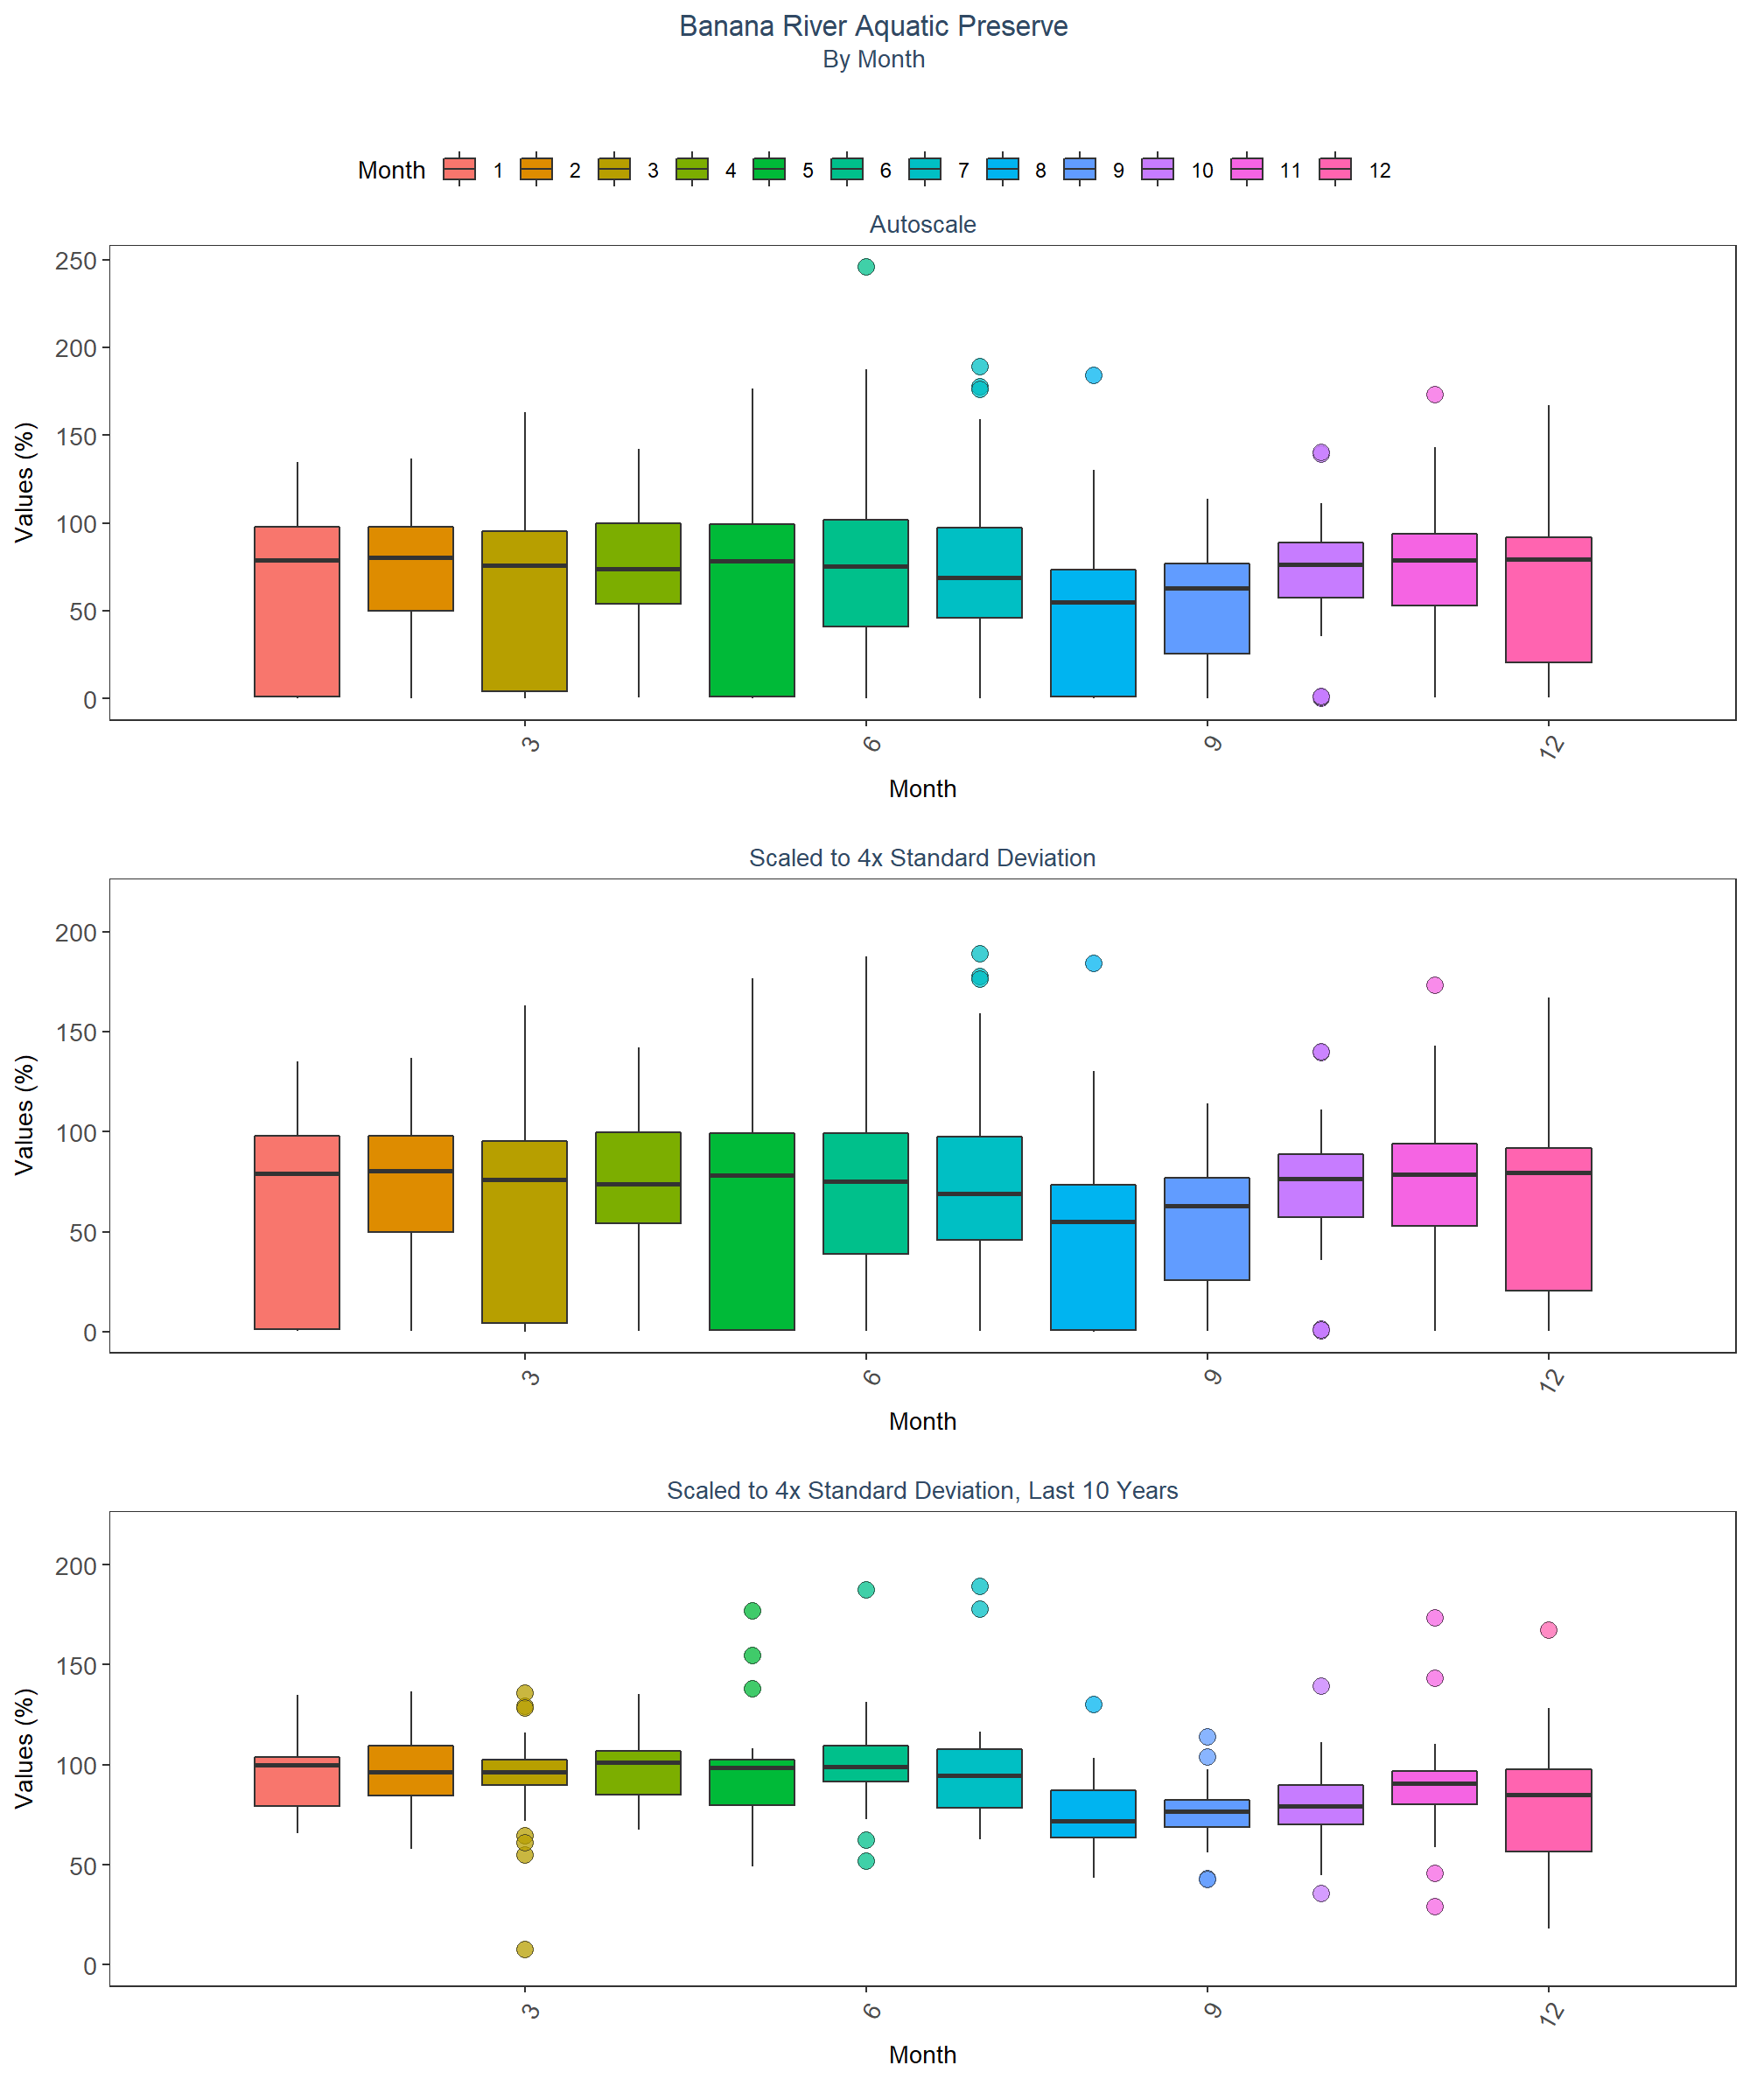 Banana River Aquatic Preserve
By Month
Month 1 2 3 4 5 6 7 8 9 10 11 12
Autoscale
Values (%)
250
200
150
100
50
0
3 6 9 12
Month
Scaled to 4x Standard Deviation
Values (%)
200
150
100
50
0
3 6 9 12
Month
Scaled to 4x Standard Deviation, Last 10 Years
Values (%)
200
150
100
50
0
3 6 9 12
Month